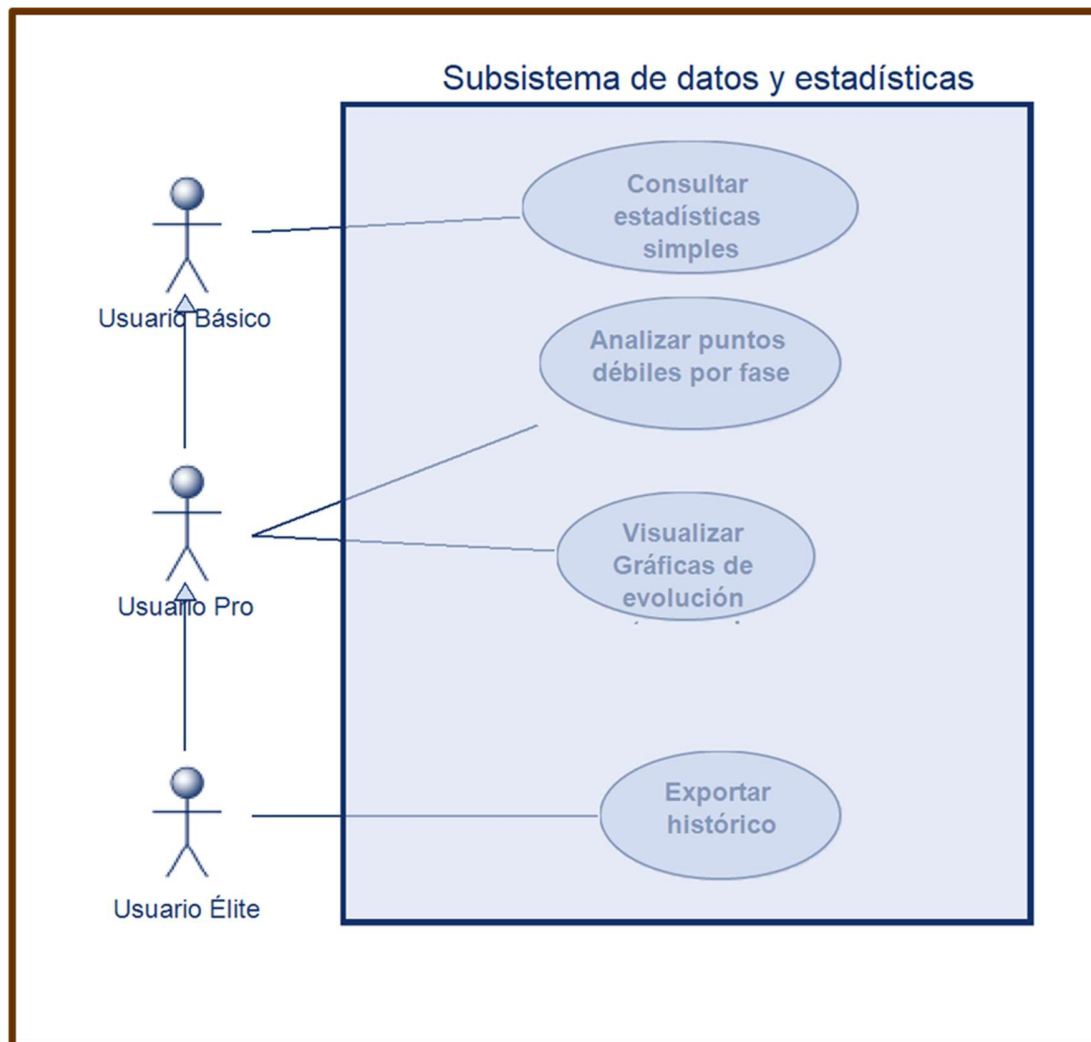 Subsistema de datos y estadísticas
Consultar
estadísticas
simples
Usuario Básico
Analizar puntos
débiles por fase
Usuario Pro
Visualizar
Gráficas de
evolución
Exportar
histórico
Usuario Élite